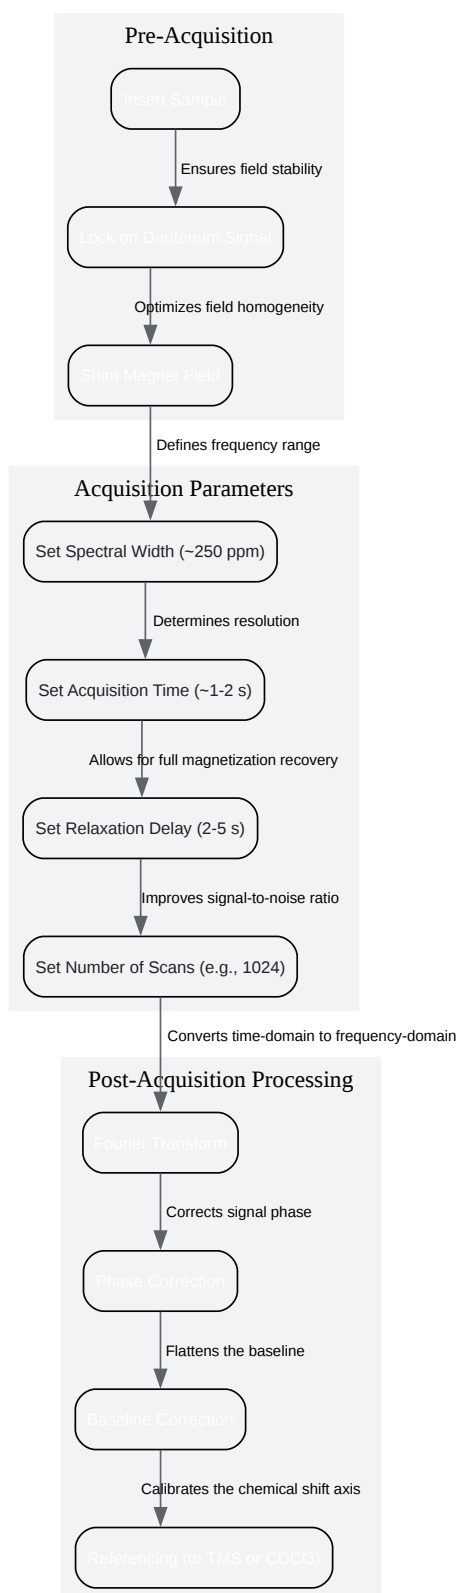 Pre-Acquisition
Insert Sample
Ensures field stability
Lock on Deuterium Signal
Optimizes field homogeneity
Shim Magnet Field
Defines frequency range
Acquisition Parameters
Set Spectral Width (~250 ppm)
Determines resolution
Set Acquisition Time (~1-2 s)
Allows for full magnetization recovery
Set Relaxation Delay (2-5 s)
Improves signal-to-noise ratio
Set Number of Scans (e.g., 1024)
Converts time-domain to frequency-domain
Post-Acquisition Processing
Fourier Transform
Corrects signal phase
Phase Correction
Flattens the baseline
Baseline Correction
Calibrates the chemical shift axis
Referencing (to TMS or CDCl3)